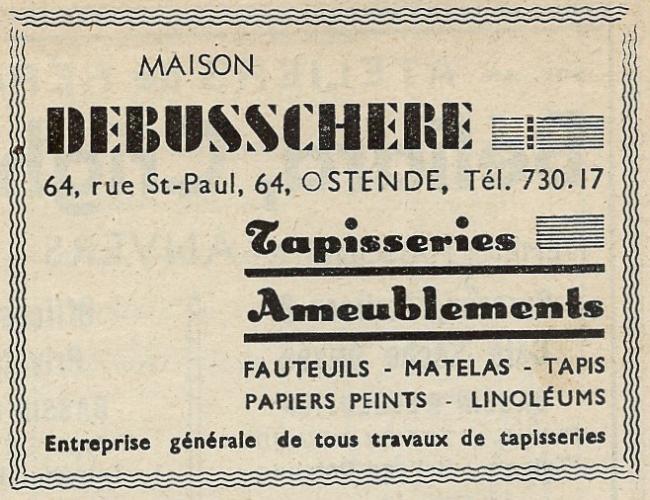 MAISON
DEBUSSCHERE
64, rue St-Paul, 64, OSTENDE, Tél. 730.17
Tapisseries
Ameublements
FAUTEUILS - MATELAS - TAPIS
PAPIERS PEINTS - LINOLÉUMS
Entreprise générale de tous travaux de tapisseries